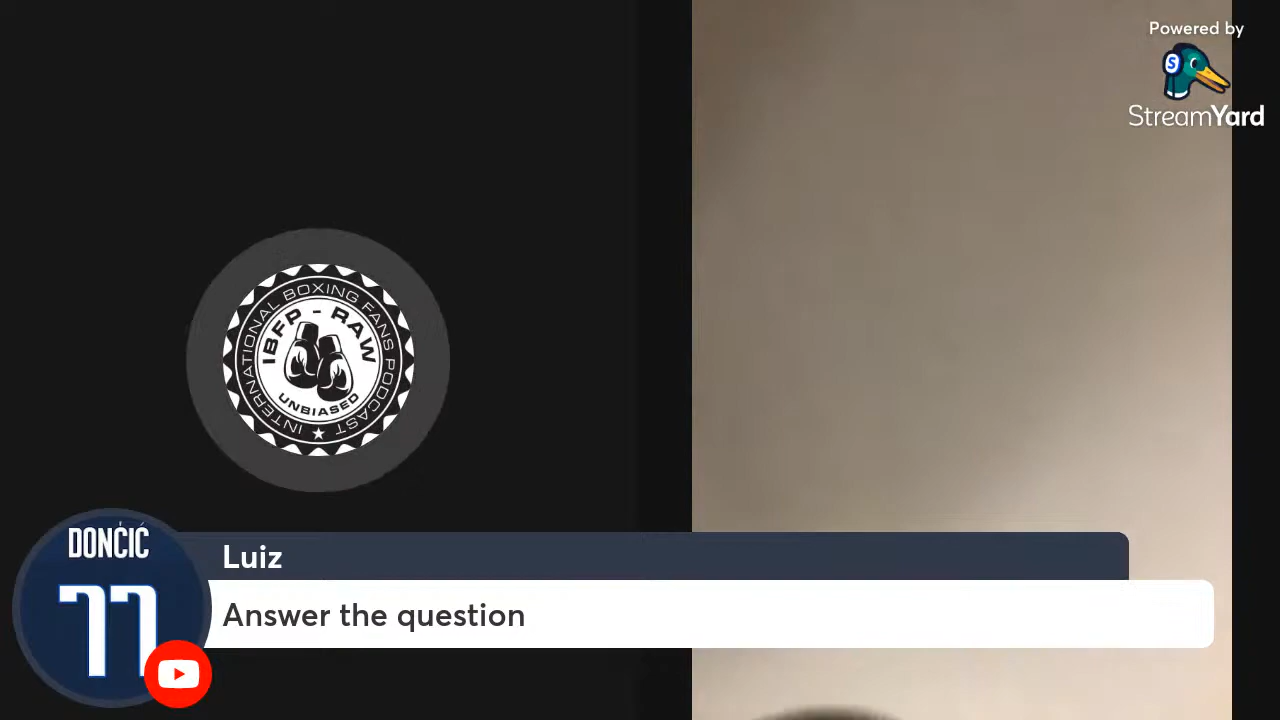 Powered by
StreamYard
S
INTERNATIONAL BOXING FANS PODCAST
IBFP - RAW
UNBIASED
DONČIĆ
77
Luiz
Answer the question